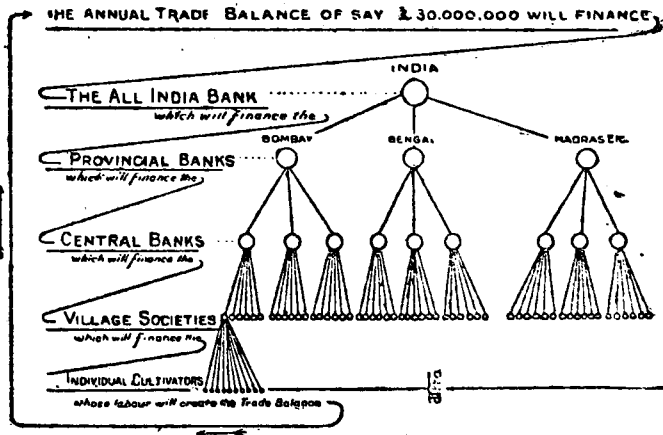 THE ANNUAL TRADE BALANCE OF SAY £30.000.000 WILL FINANCE
INDIA
THE ALL INDIA BANK
which will finance the
BOMBAY BENGAL MADRAS ETC.
PROVINCIAL BANKS
which will finance the
CENTRAL BANKS
which will finance the
VILLAGE SOCIETIES
which will finance the
INDIVIDUAL CULTIVATORS
whose labour will create the Trade Balance